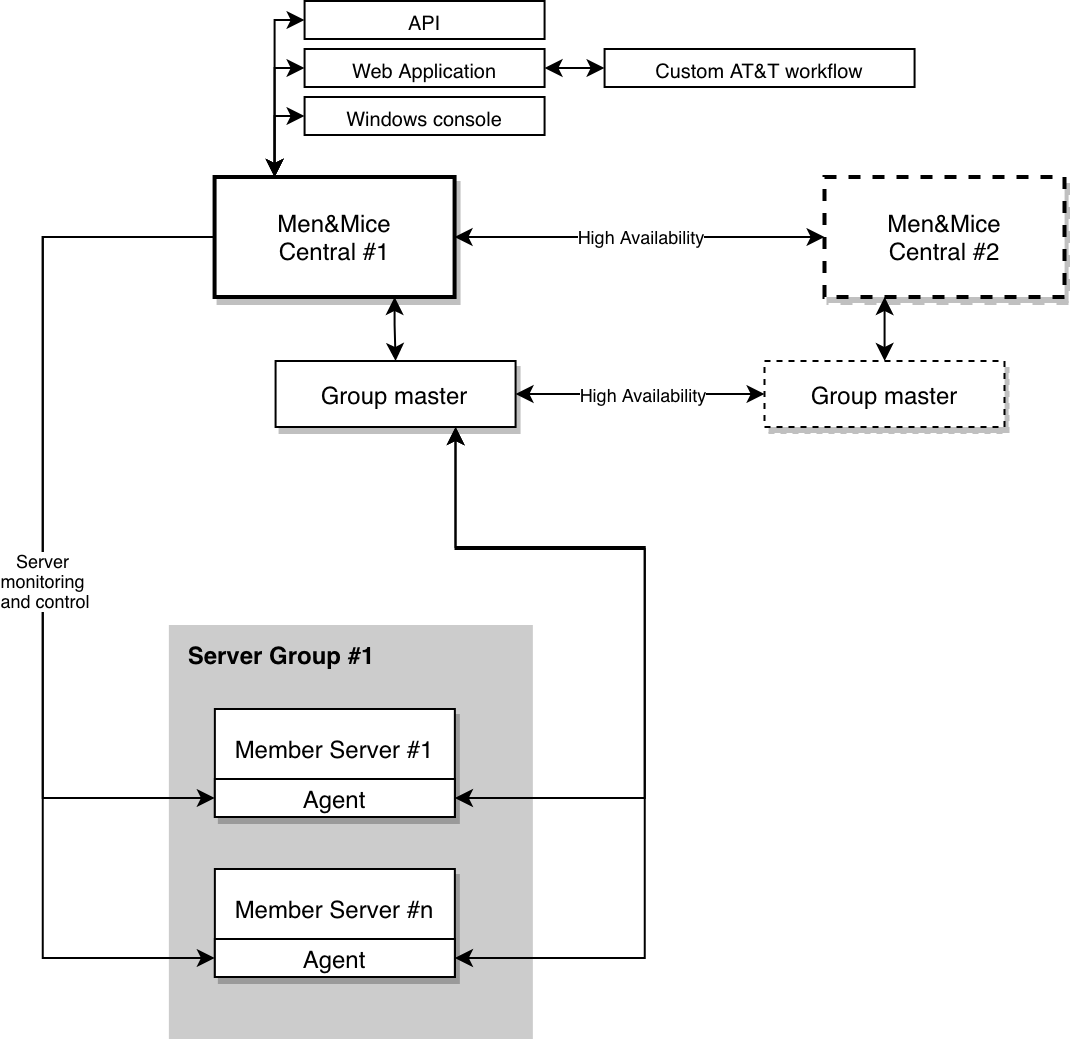 API
Web Application
Custom AT&T workflow
Windows console
Men&Mice
Central #1
High Availability
Men&Mice
Central #2
Group master
High Availability
Group master
Server
monitoring
and control
Server Group #1
Member Server #1
Agent
Member Server #n
Agent